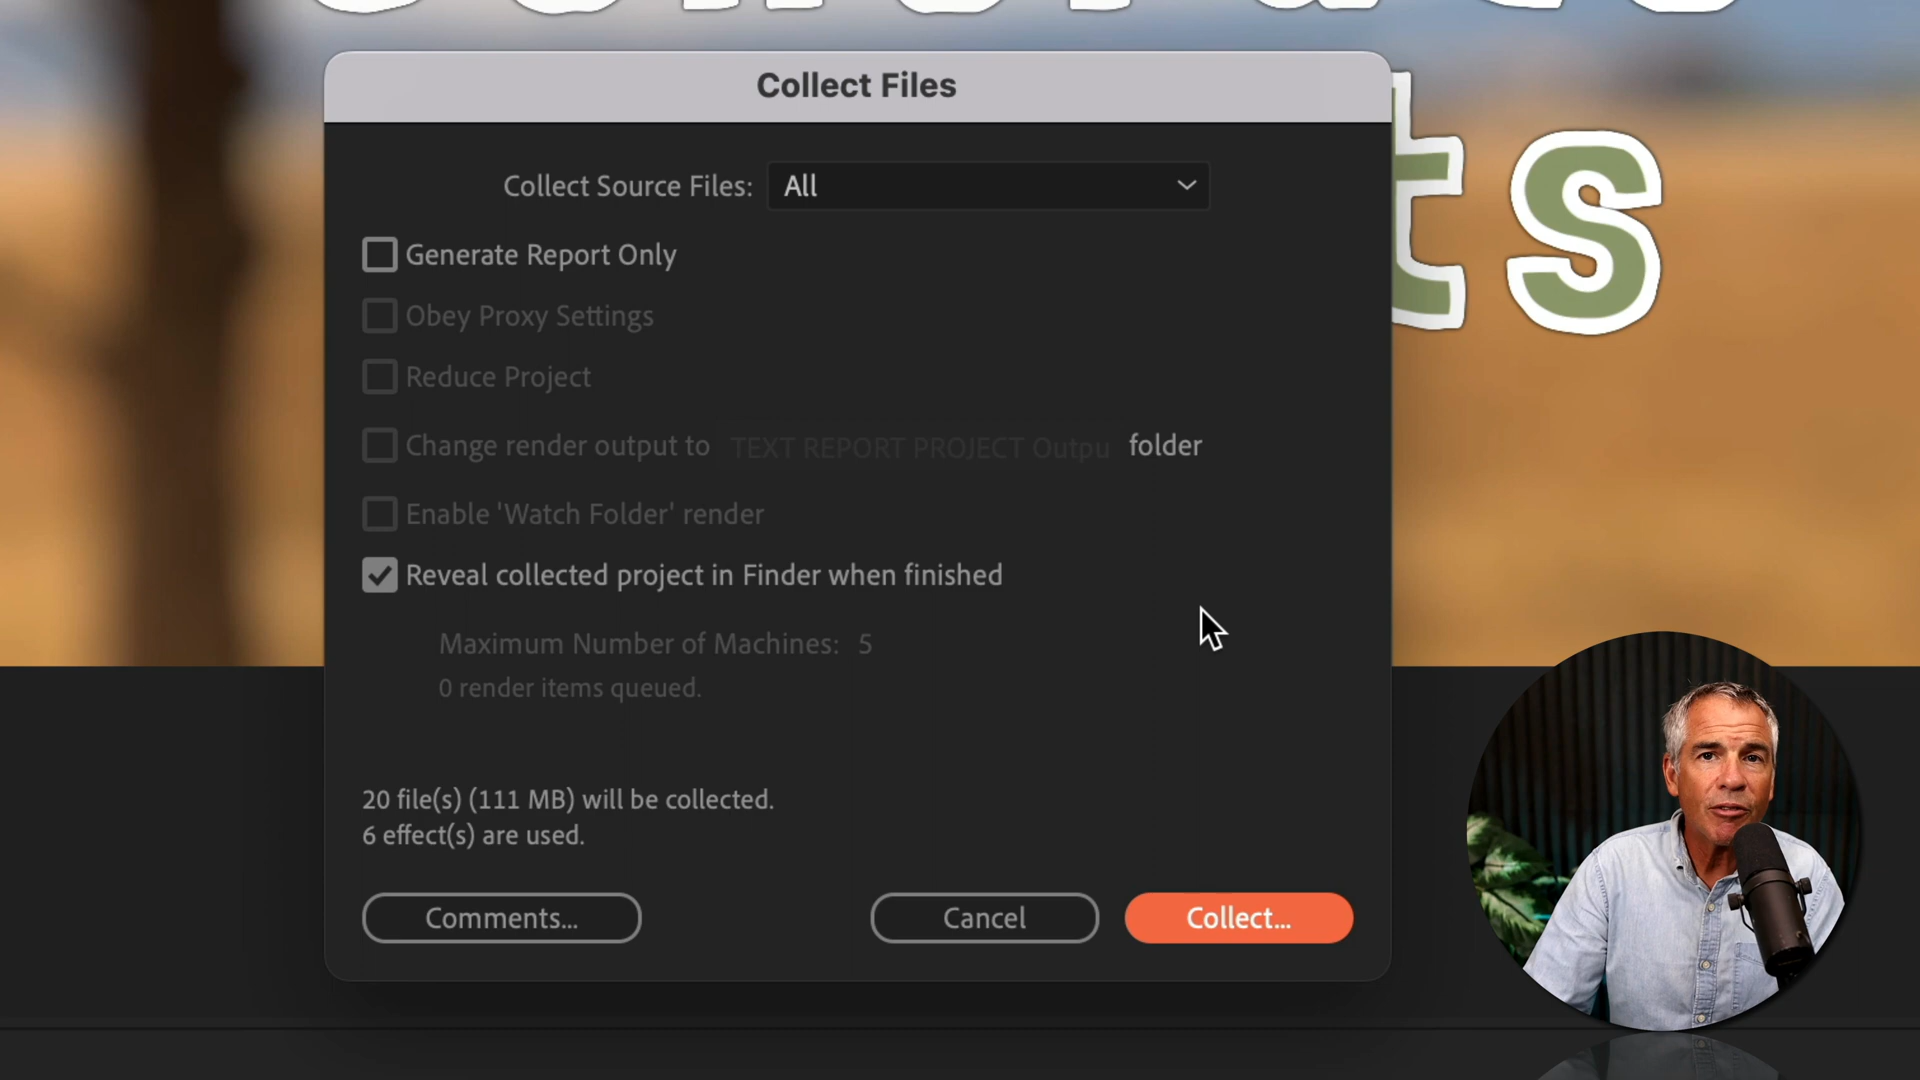 Collect Files
ts
Collect Source Files: All
Generate Report Only
Obey Proxy Settings
Reduce Project
Change render output to TEXT REPORT PROJECT Outpu folder
Enable 'Watch Folder' render
Reveal collected project in Finder when finished
Maximum Number of Machines: 5
0 render items queued.
20 file(s) (111 MB) will be collected.
6 effect(s) are used.
Comments... Cancel Collect...